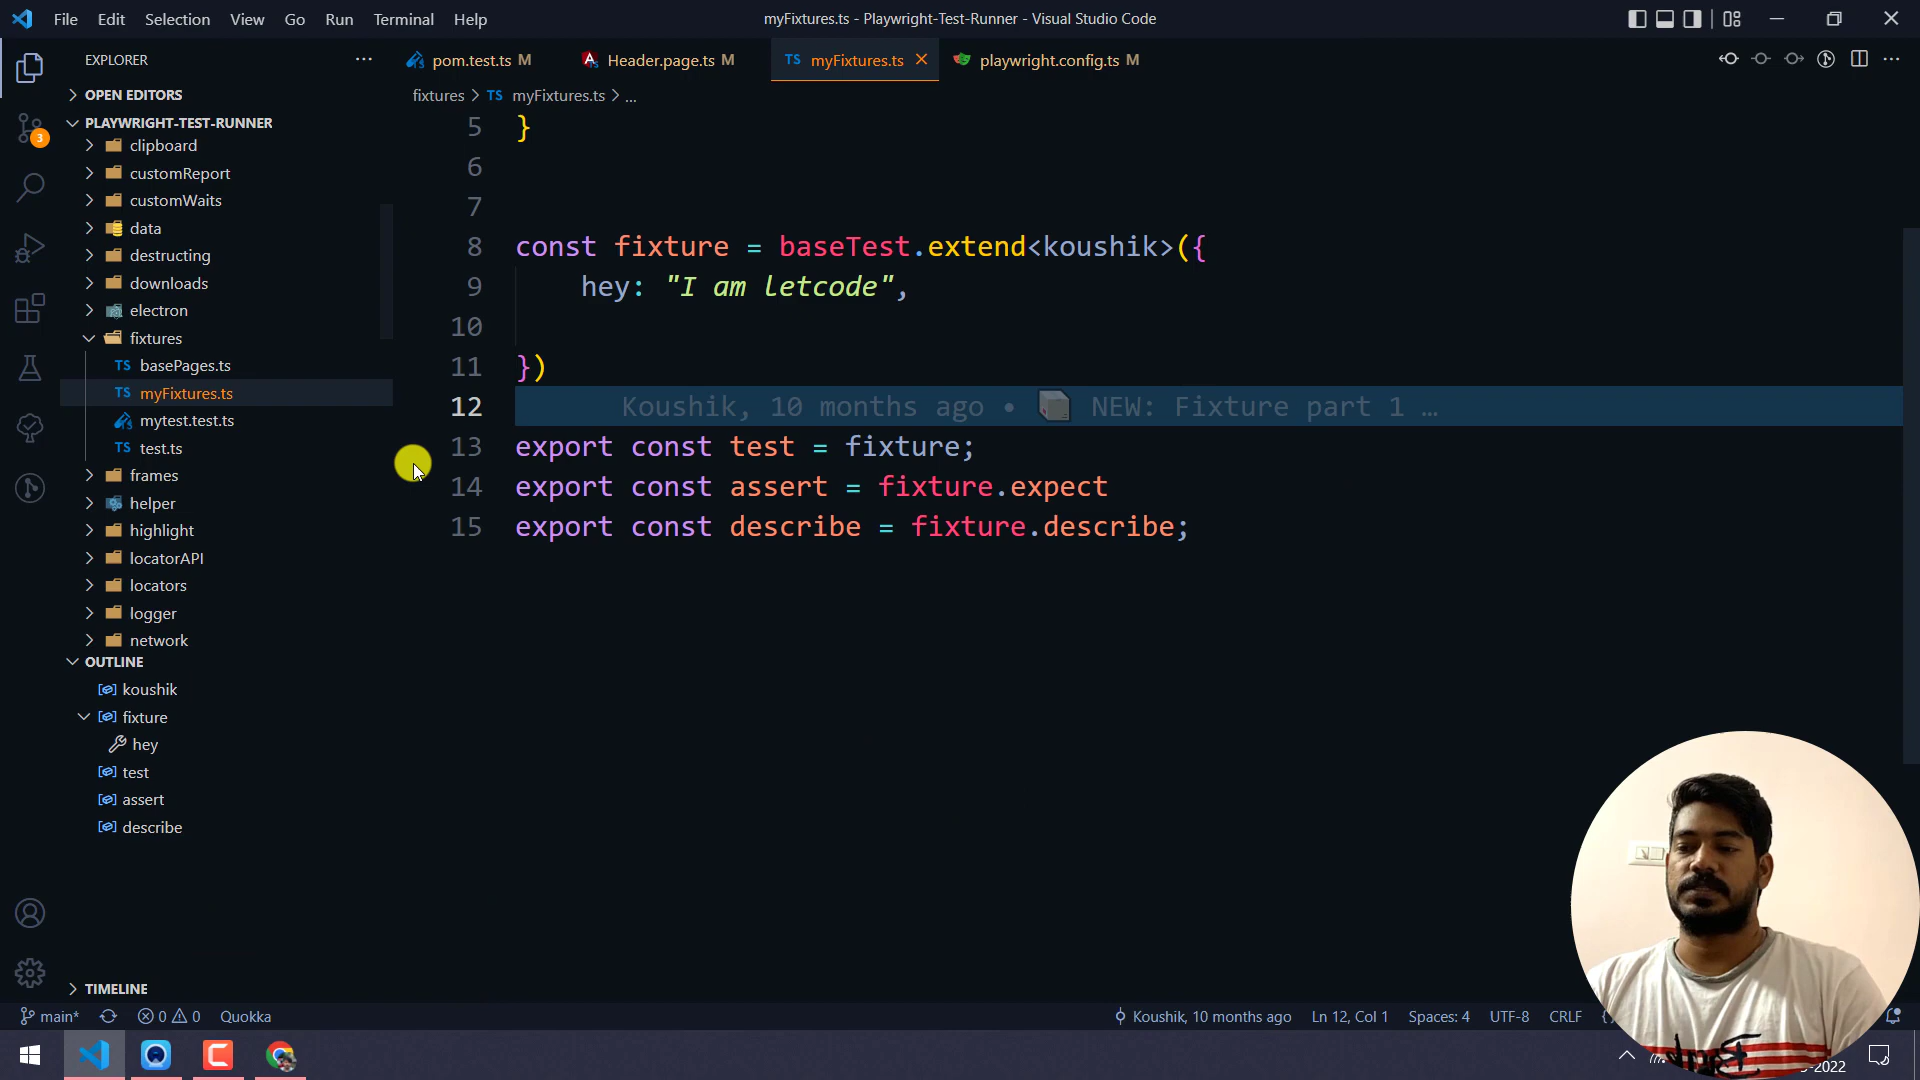 File Edit Selection View Go Run Terminal Help
myFixtures.ts - Playwright-Test-Runner - Visual Studio Code
EXPLORER
pom.test.ts M
Header.page.ts M
TS myFixtures.ts
playwright.config.ts M
OPEN EDITORS
PLAYWRIGHT-TEST-RUNNER
clipboard
customReport
customWaits
data
destructing
downloads
electron
fixtures
TS basePages.ts
TS myFixtures.ts
mytest.test.ts
TS test.ts
frames
helper
highlight
locatorAPI
locators
logger
network
OUTLINE
koushik
fixture
hey
test
assert
describe
TIMELINE
3
fixtures > TS myFixtures.ts > ...
5 }
6
7
8 const fixture = baseTest.extend<koushik>({
9 hey: "I am letcode",
10
11 })
12 Koushik, 10 months ago • NEW: Fixture part 1 …
13 export const test = fixture;
14 export const assert = fixture.expect
15 export const describe = fixture.describe;
main* 0 0 Quokka
Koushik, 10 months ago Ln 12, Col 1 Spaces: 4 UTF-8 CRLF
-2022